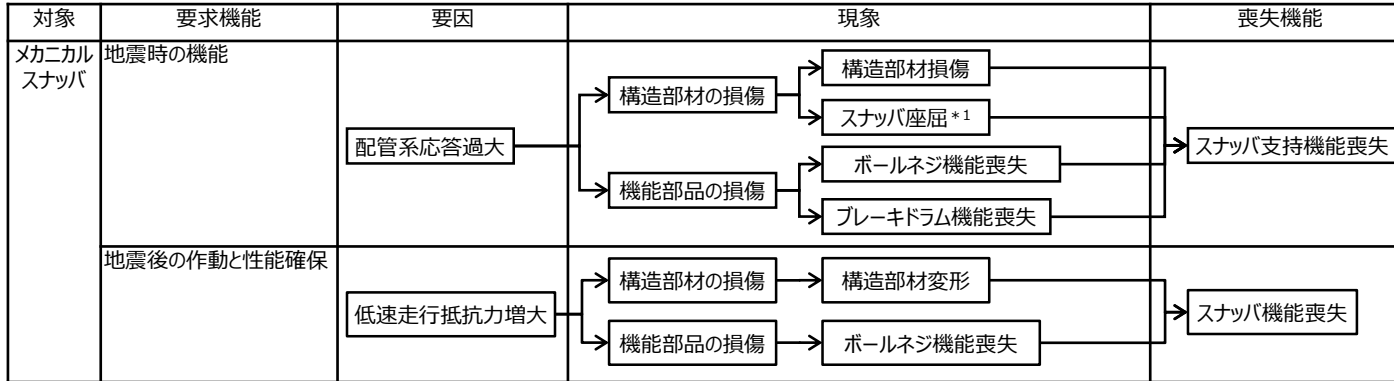 対象
要求機能
要因
現象
喪失機能
メカニカル
スナッバ
地震時の機能
配管系応答過大
構造部材の損傷
構造部材損傷
スナッバ座屈*1
機能部品の損傷
ボールネジ機能喪失
ブレーキドラム機能喪失
スナッバ支持機能喪失
地震後の作動と性能確保
低速走行抵抗力増大
構造部材の損傷
構造部材変形
機能部品の損傷
ボールネジ機能喪失
スナッバ機能喪失